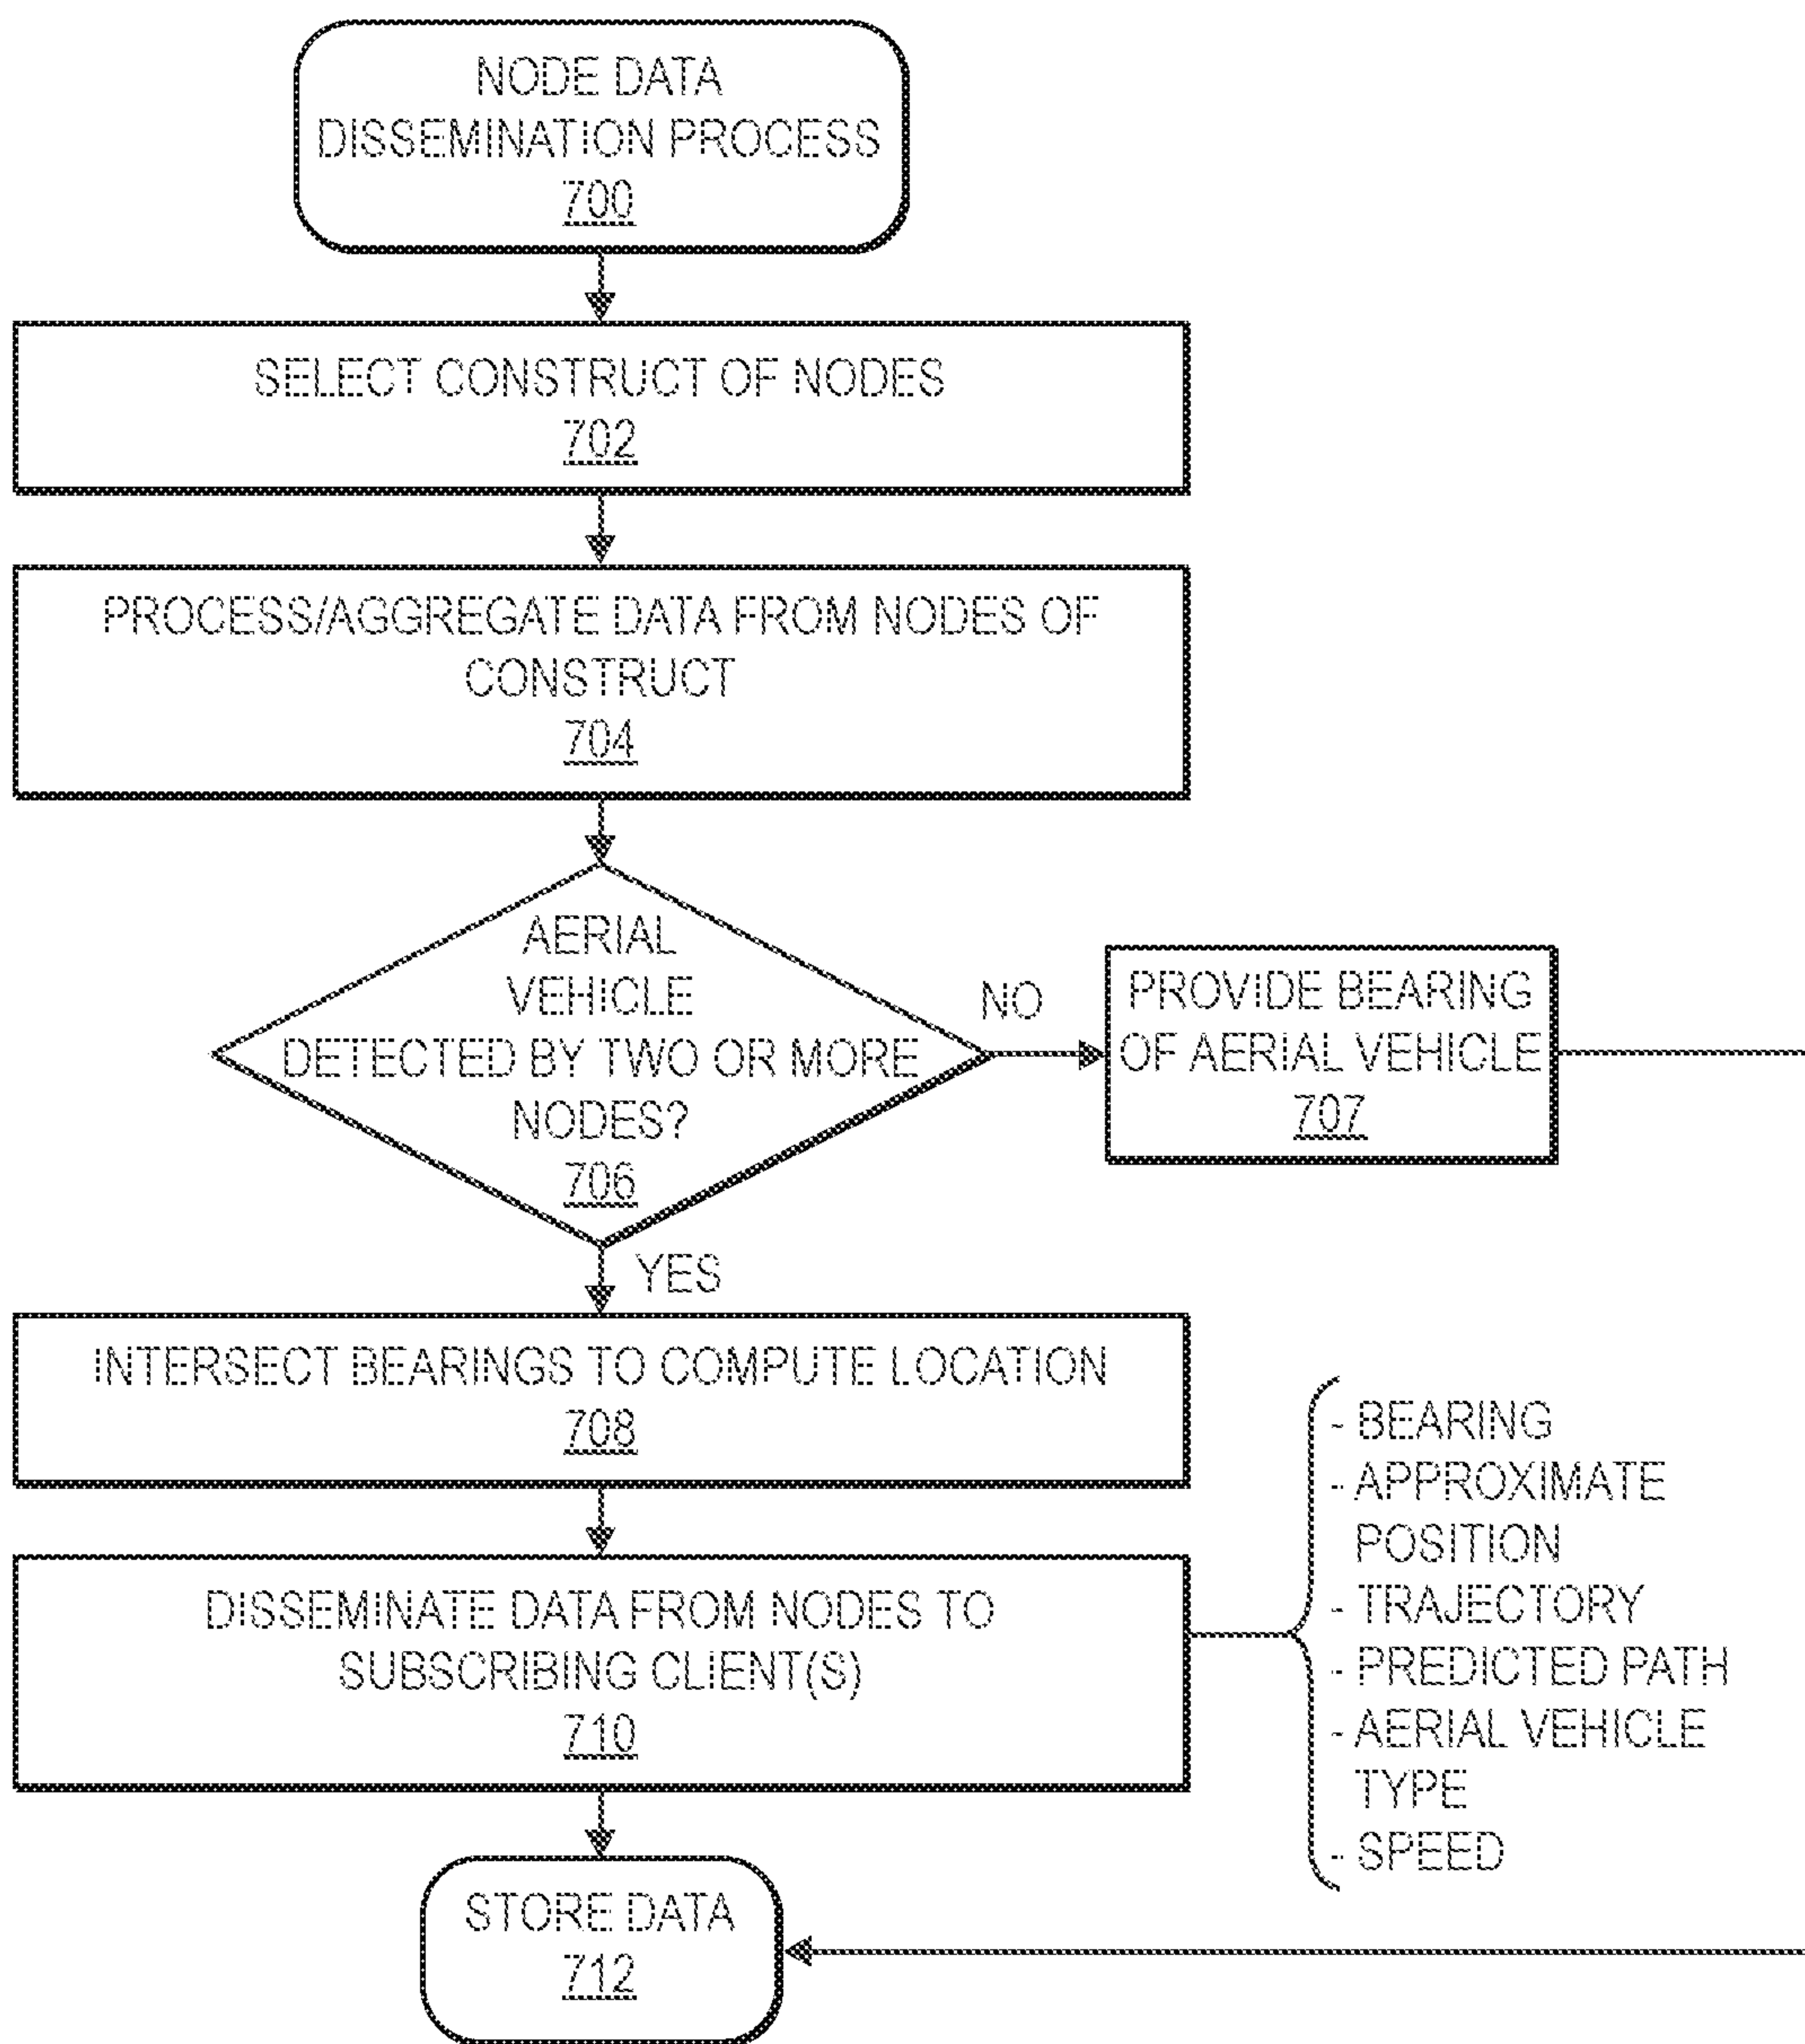 NODE DATA
DISSEMINATION PROCESS
700
SELECT CONSTRUCT OF NODES
702
PROCESS/AGGREGATE DATA FROM NODES OF
CONSTRUCT
704
AERIAL
VEHICLE
DETECTED BY TWO OR MORE
NODES?
706
NO
PROVIDE BEARING
OF AERIAL VEHICLE
707
YES
INTERSECT BEARINGS TO COMPUTE LOCATION
708
DISSEMINATE DATA FROM NODES TO
SUBSCRIBING CLIENT(S)
710
- BEARING
- APPROXIMATE
POSITION
- TRAJECTORY
- PREDICTED PATH
- AERIAL VEHICLE
TYPE
- SPEED
STORE DATA
712